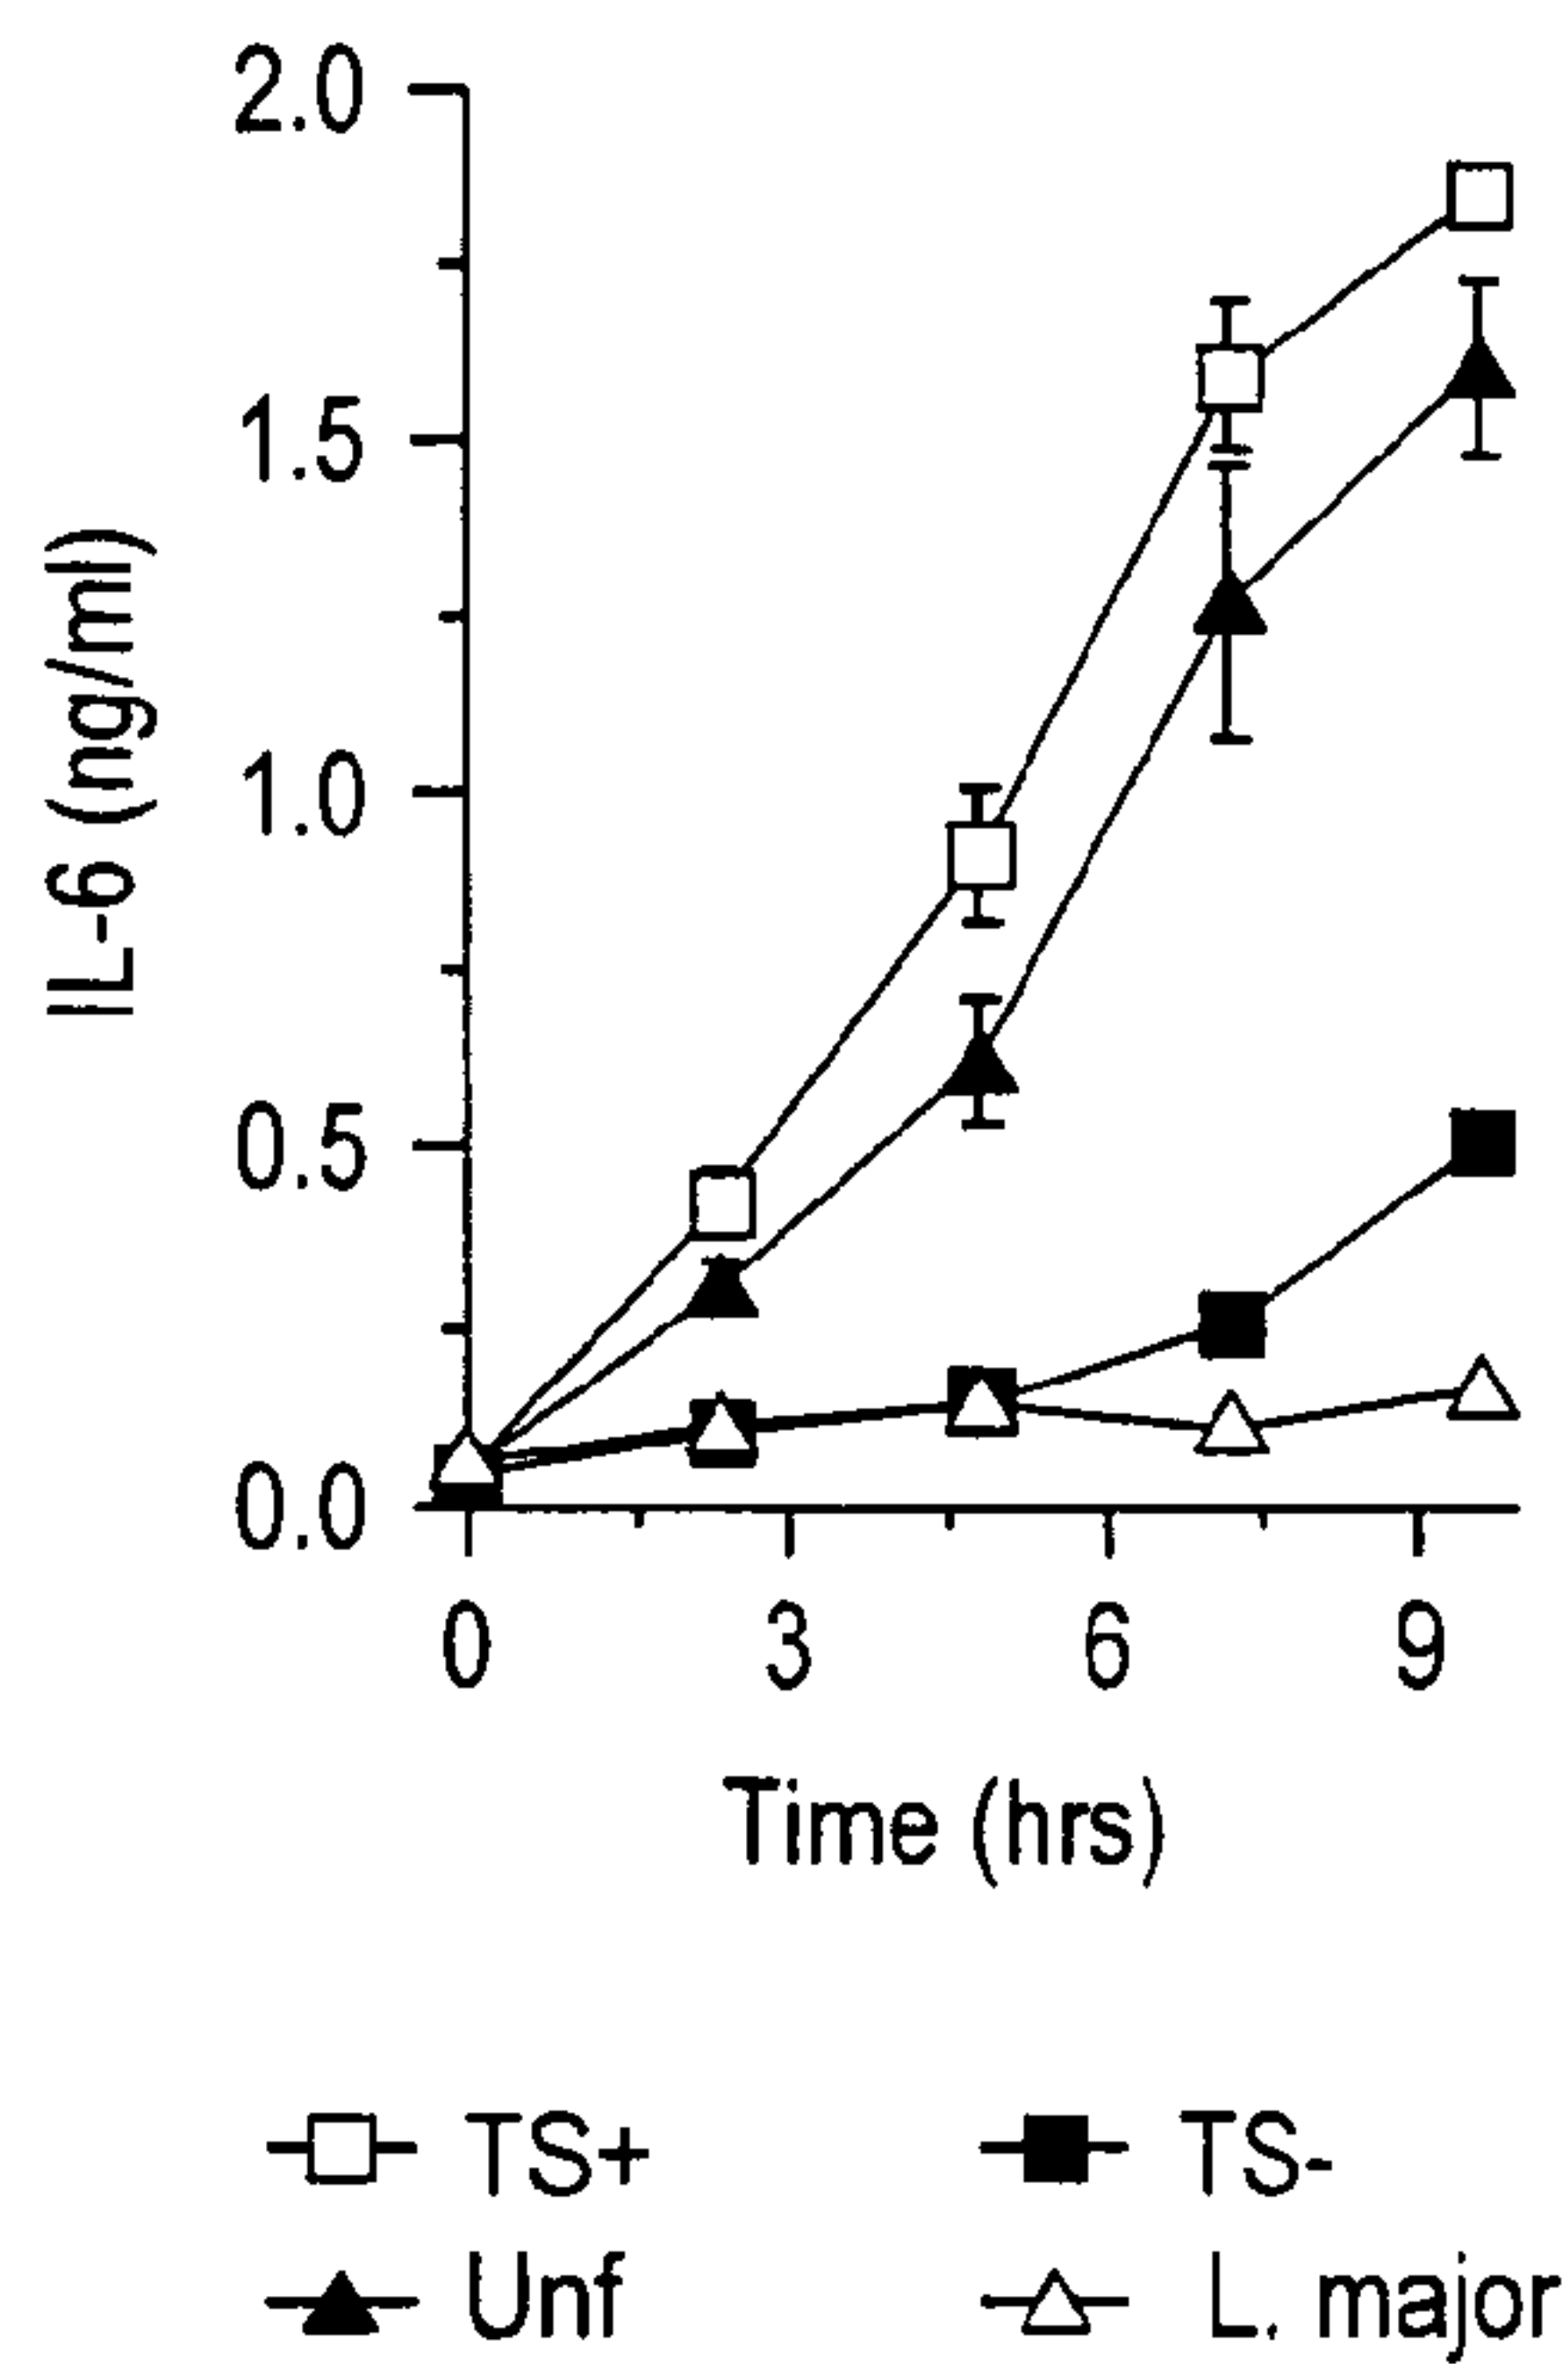 2.0
1.5
1.0
0.5
0.0
IL-6 (ng/ml)
0 3 6 9
Time (hrs)
TS+ TS-
Unf L. major